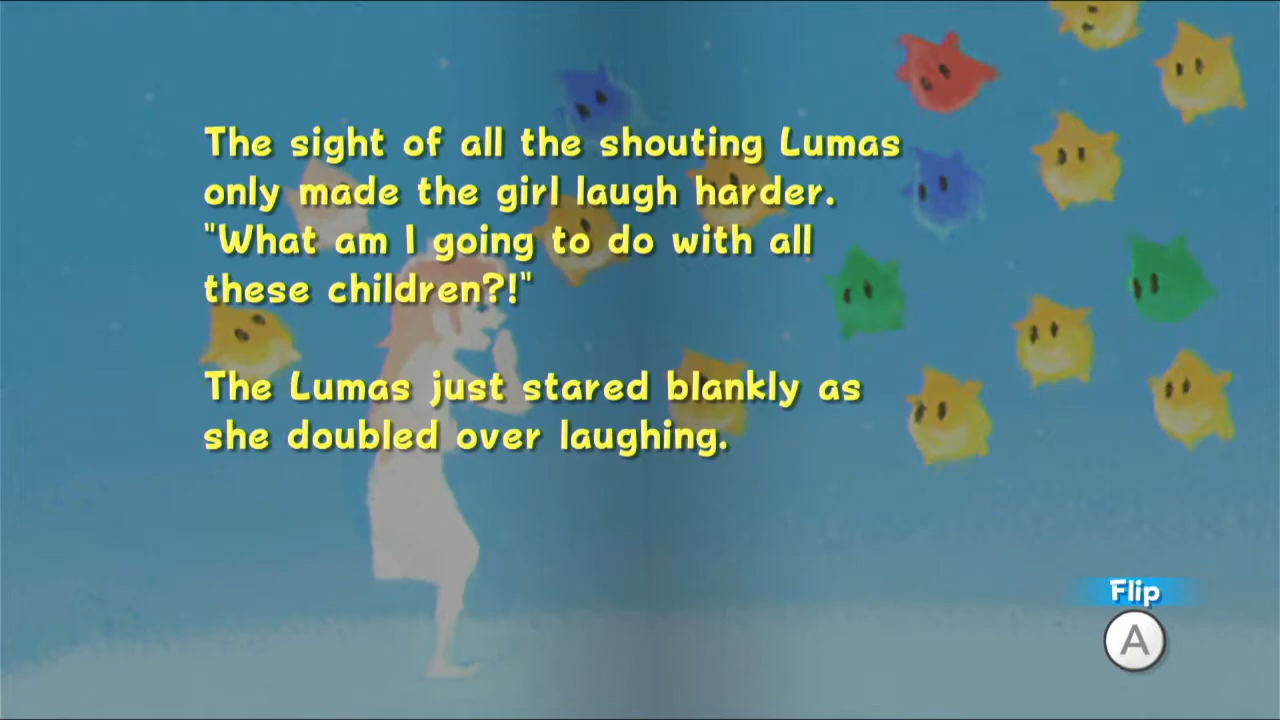 The sight of all the shouting Lumas
only made the girl laugh harder.
"What am I going to do with all
these children?!"
The Lumas just stared blankly as
she doubled over laughing.
Flip
A